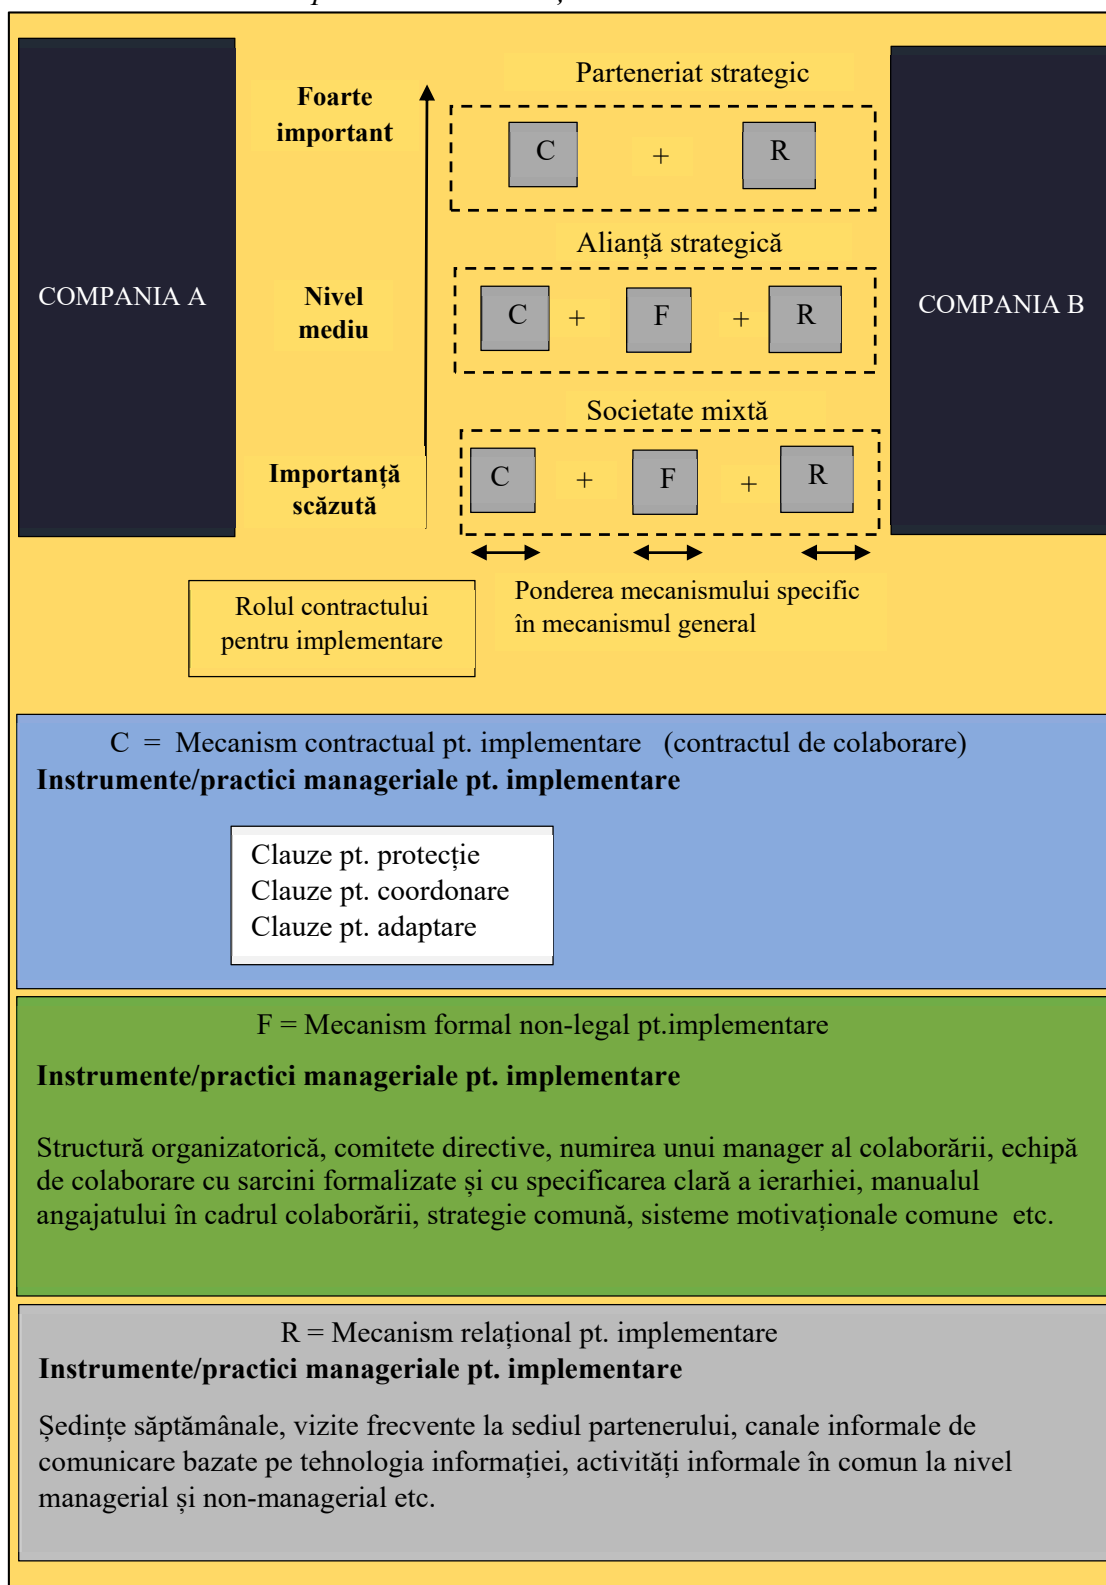 Parteneriat strategic
Foarte
important
C + R
Alianță strategică
COMPANIA A
Nivel
mediu
C + F + R
COMPANIA B
Societate mixtă
Importanță
scăzută
C + F + R
Rolul contractului
pentru implementare
Ponderea mecanismului specific
în mecanismul general
C = Mecanism contractual pt. implementare (contractul de colaborare)
Instrumente/practici manageriale pt. implementare
Clauze pt. protecție
Clauze pt. coordonare
Clauze pt. adaptare
F = Mecanism formal non-legal pt.implementare
Instrumente/practici manageriale pt. implementare
Structură organizatorică, comitete directive, numirea unui manager al colaborării, echipă
de colaborare cu sarcini formalizate și cu specificarea clară a ierarhiei, manualul
angajatului în cadrul colaborării, strategie comună, sisteme motivaționale comune etc.
R = Mecanism relațional pt. implementare
Instrumente/practici manageriale pt. implementare
Ședințe săptămânale, vizite frecvente la sediul partenerului, canale informale de
comunicare bazate pe tehnologia informației, activități informale în comun la nivel
managerial și non-managerial etc.